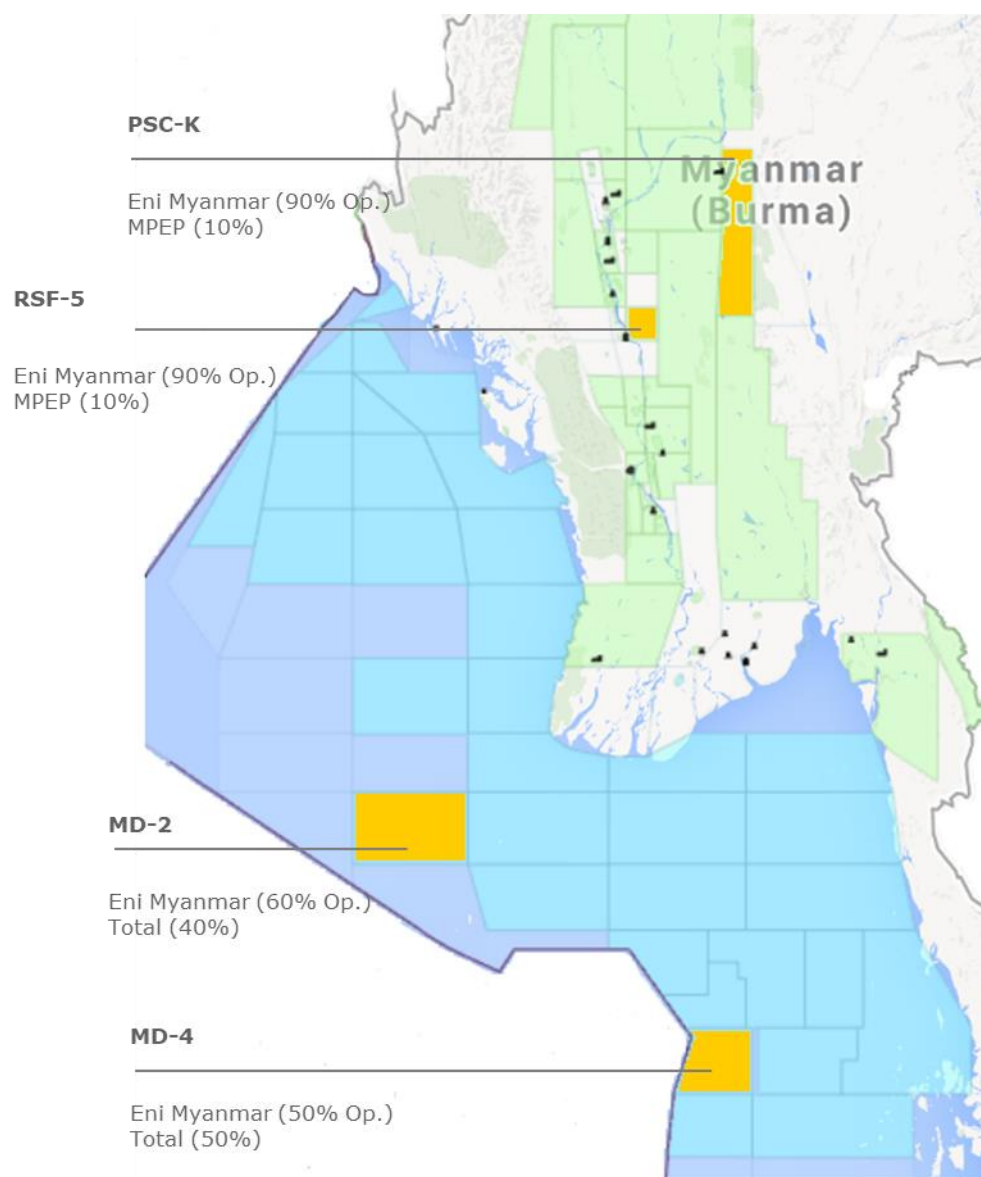 PSC-K
Myanmar
(Burma)
Eni Myanmar (90% Op.)
MPEP (10%)
RSF-5
Eni Myanmar (90% Op.)
MPEP (10%)
MD-2
Eni Myanmar (60% Op.)
Total (40%)
MD-4
Eni Myanmar (50% Op.)
Total (50%)